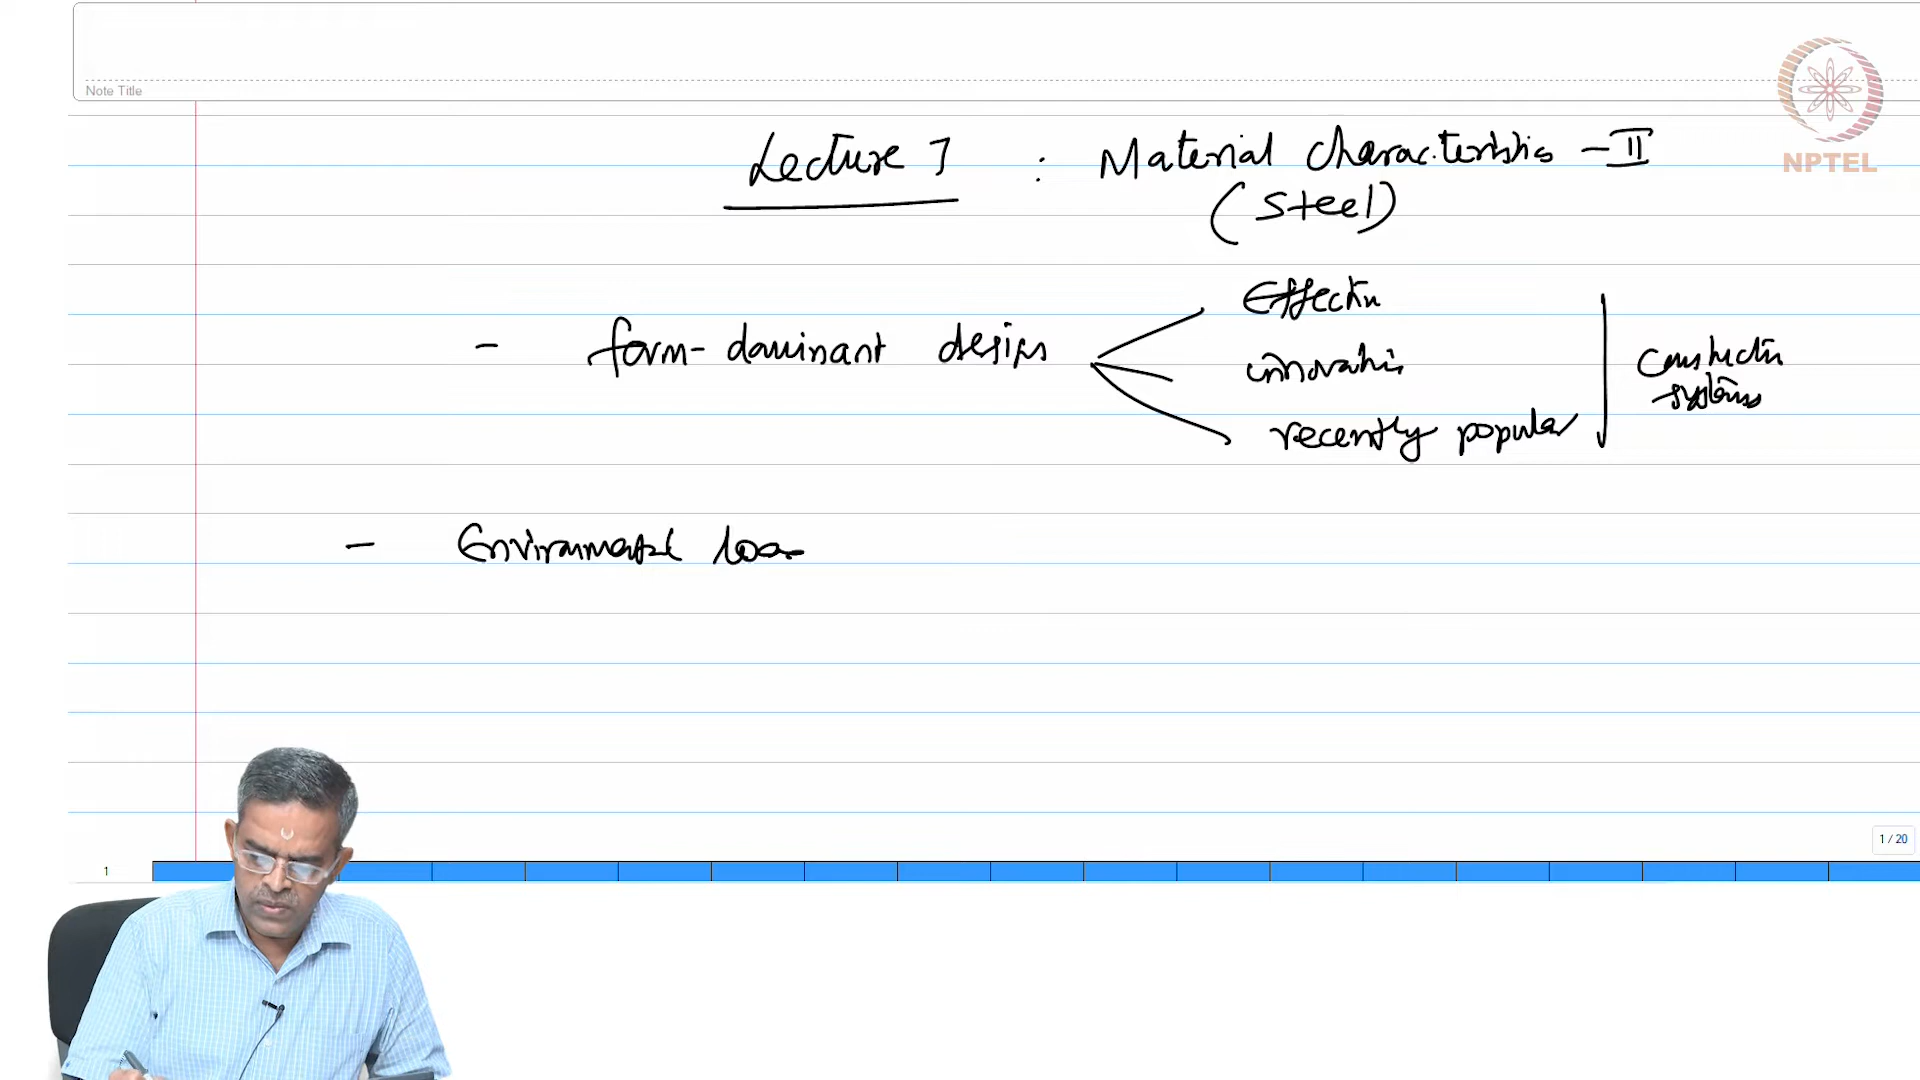 Note Title
NPTEL
Lecture 7 : Material characteristics - II
(Steel)
- form-dominant design
Effective
innovative
recently popular
Construction
systems
- Environmental loa
1 / 20
1